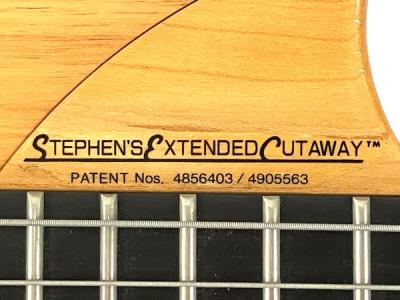 STEPHEN'S EXTENDED CUTAWAY™
PATENT Nos. 4856403 / 4905563